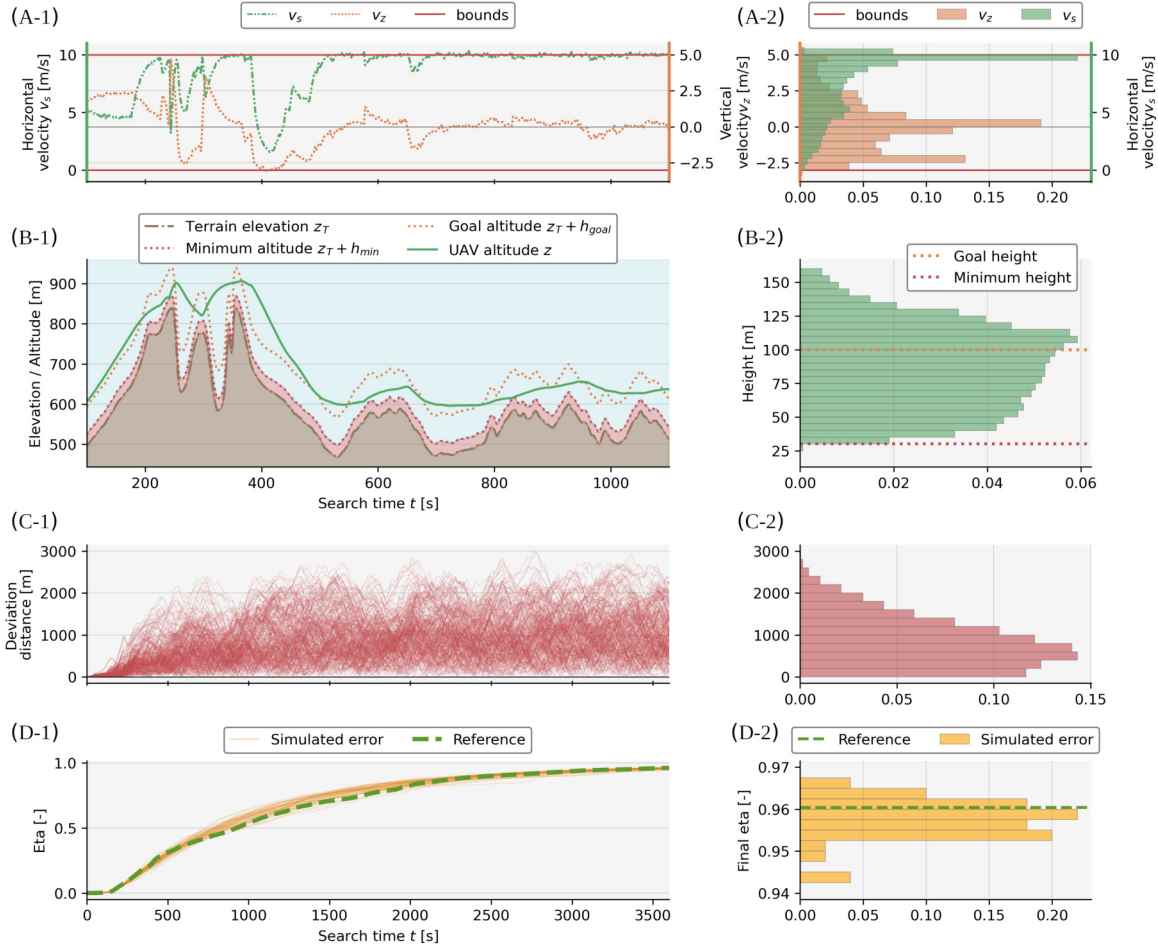 (A-1)
v_s v_z bounds
Horizontal
velocity v_s [m/s]
10
5
0
5.0
2.5
0.0
−2.5
Vertical
velocity v_z [m/s]
(A-2)
bounds v_z v_s
5.0
2.5
0.0
−2.5
10
5
0
Horizontal
velocity v_s [m/s]
0.00 0.05 0.10 0.15 0.20
(B-1)
Terrain elevation z_T
Minimum altitude z_T + h_min
Goal altitude z_T + h_goal
UAV altitude z
Elevation / Altitude [m]
900
800
700
600
500
200 400 600 800 1000
Search time t [s]
(B-2)
Goal height
Minimum height
Height [m]
150
125
100
75
50
25
0.00 0.02 0.04 0.06
(C-1)
Deviation
distance [m]
3000
2000
1000
0
(C-2)
3000
2000
1000
0
0.00 0.05 0.10 0.15
(D-1)
Simulated error Reference
Eta [-]
1.0
0.5
0.0
0 500 1000 1500 2000 2500 3000 3500
Search time t [s]
(D-2)
Reference Simulated error
Final eta [-]
0.97
0.96
0.95
0.94
0.00 0.05 0.10 0.15 0.20